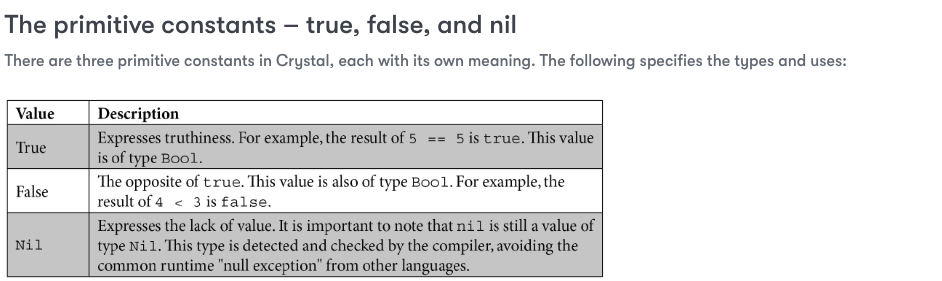 The primitive constants – true, false, and nil
There are three primitive constants in Crystal, each with its own meaning. The following specifies the types and uses:
Value Description
True Expresses truthiness. For example, the result of 5 == 5 is true. This value
is of type Bool.
False The opposite of true. This value is also of type Bool. For example, the
result of 4 < 3 is false.
Nil Expresses the lack of value. It is important to note that nil is still a value of
type Nil. This type is detected and checked by the compiler, avoiding the
common runtime "null exception" from other languages.